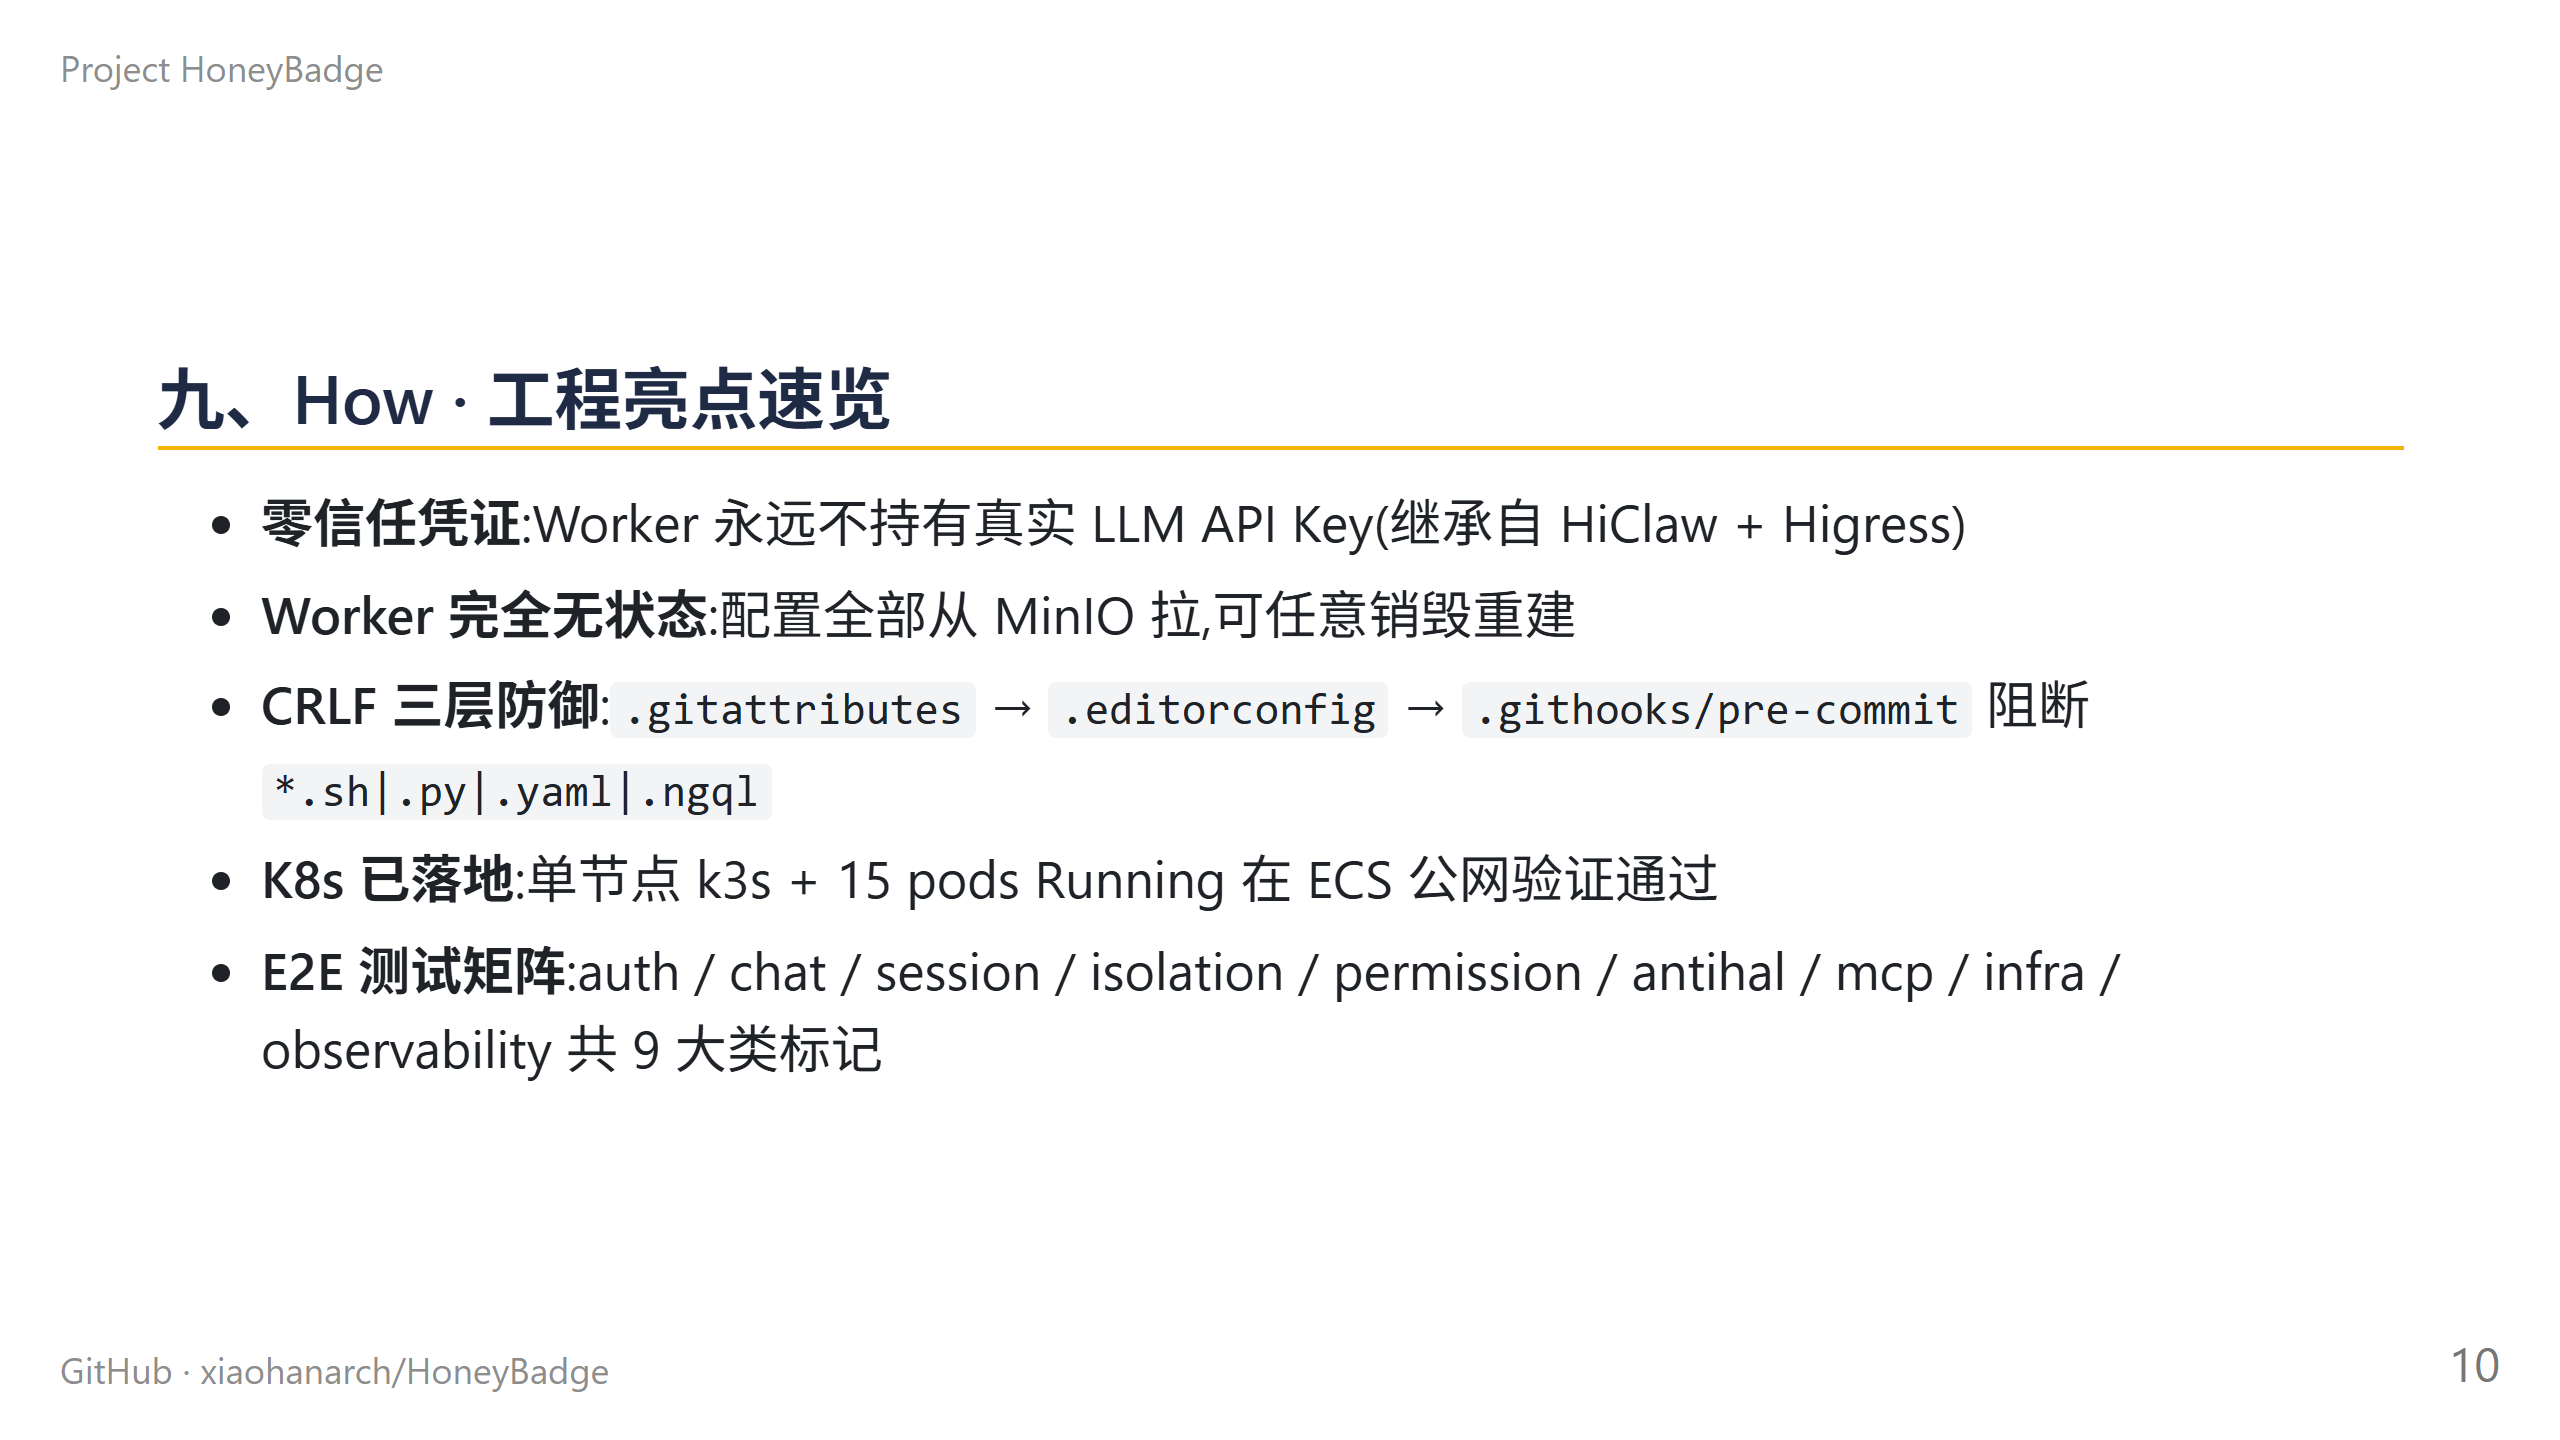 Project HoneyBadge
九、How · 工程亮点速览
• 零信任凭证:Worker 永远不持有真实 LLM API Key(继承自 HiClaw + Higress)
• Worker 完全无状态:配置全部从 MinIO 拉,可任意销毁重建
• CRLF 三层防御: .gitattributes → .editorconfig → .githooks/pre-commit 阻断
*.sh|.py|.yaml|.ngql
• K8s 已落地:单节点 k3s + 15 pods Running 在 ECS 公网验证通过
• E2E 测试矩阵:auth / chat / session / isolation / permission / antihal / mcp / infra /
observability 共 9 大类标记
GitHub · xiaohanarch/HoneyBadge
10